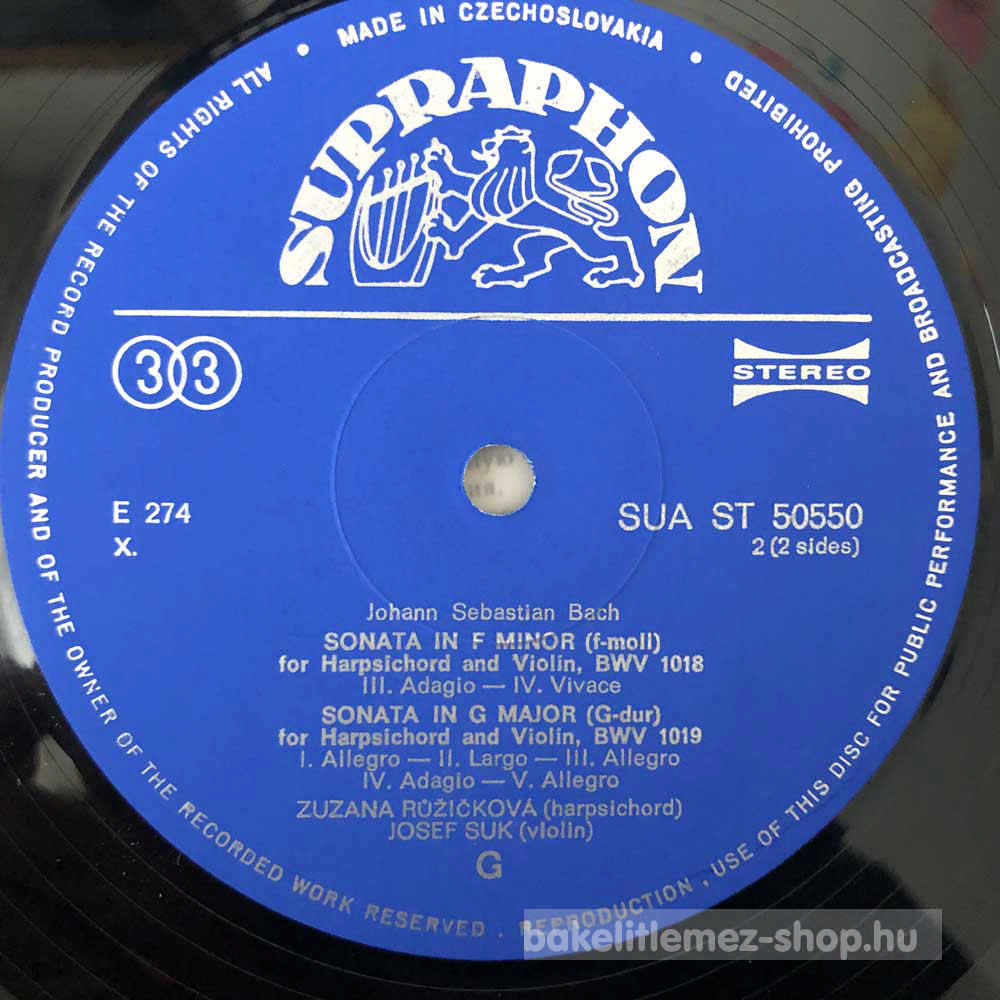 MADE IN CZECHOSLOVAKIA
SUPRAPHON
33
STEREO
E 274
X.
SUA ST 50550
2 (2 sides)
Johann Sebastian Bach
SONATA IN F MINOR (f-moll)
for Harpsichord and Violin, BWV 1018
III. Adagio — IV. Vivace
SONATA IN G MAJOR (G-dur)
for Harpsichord and Violin, BWV 1019
I. Allegro — II. Largo — III. Allegro
IV. Adagio — V. Allegro
ZUZANA RŮŽIČKOVÁ (harpsichord)
JOSEF SUK (violin)
G
ALL RIGHTS OF THE RECORD PRODUCER AND OF THE OWNER OF THE RECORDED WORK RESERVED . REPRODUCTION , USE OF THIS DISC FOR PUBLIC PERFORMANCE AND BROADCASTING PROHIBITED
bakelitlemez-shop.hu